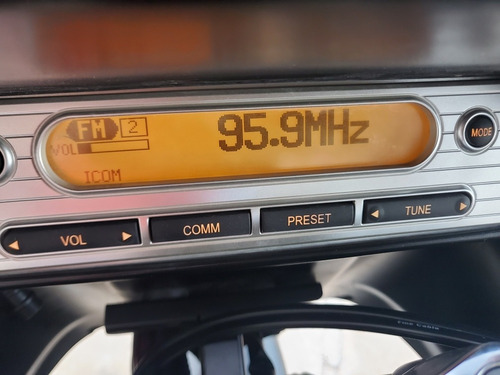 FM 2 95.9MHz
VOL
ICOM
MODE
VOL COMM PRESET TUNE